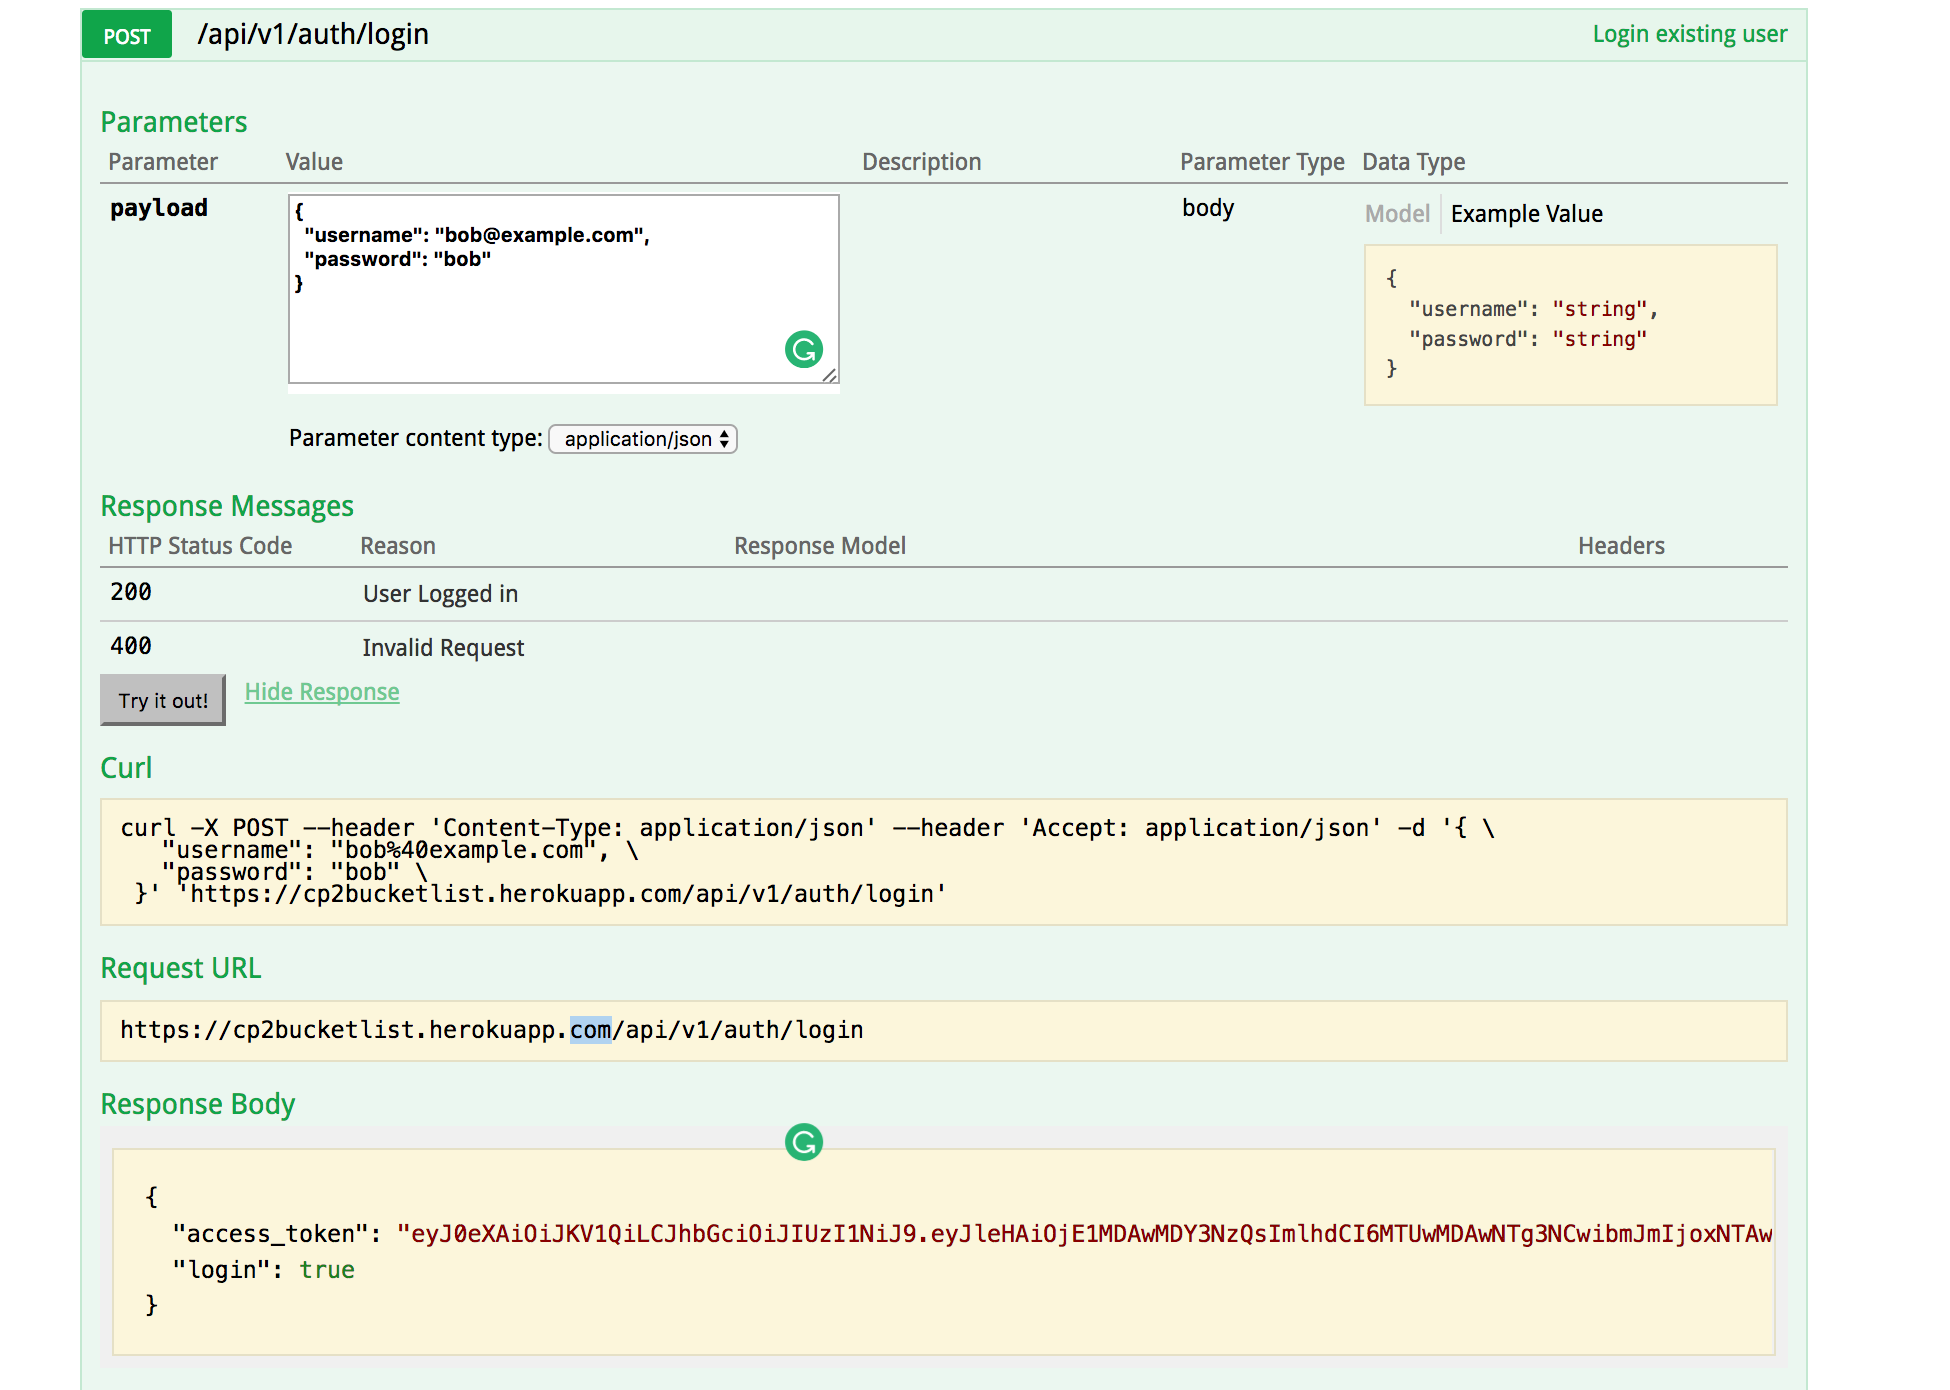 POST /api/v1/auth/login Login existing user
Parameters
Parameter Value Description Parameter Type Data Type
payload
{
"username": "bob@example.com",
"password": "bob"
}
body
Model Example Value
{
"username": "string",
"password": "string"
}
Parameter content type: application/json
Response Messages
HTTP Status Code Reason Response Model Headers
200 User Logged in
400 Invalid Request
Try it out! Hide Response
Curl
curl -X POST --header 'Content-Type: application/json' --header 'Accept: application/json' -d '{ \
"username": "bob%40example.com", \
"password": "bob" \
}' 'https://cp2bucketlist.herokuapp.com/api/v1/auth/login'
Request URL
https://cp2bucketlist.herokuapp.com/api/v1/auth/login
Response Body
{
"access_token": "eyJ0eXAiOiJKV1QiLCJhbGciOiJIUzI1NiJ9.eyJleHAiOjE1MDAwMDY3NzQsImlhdCI6MTUwMDAwNTg3NCwibmJmIjoxNTAw
"login": true
}